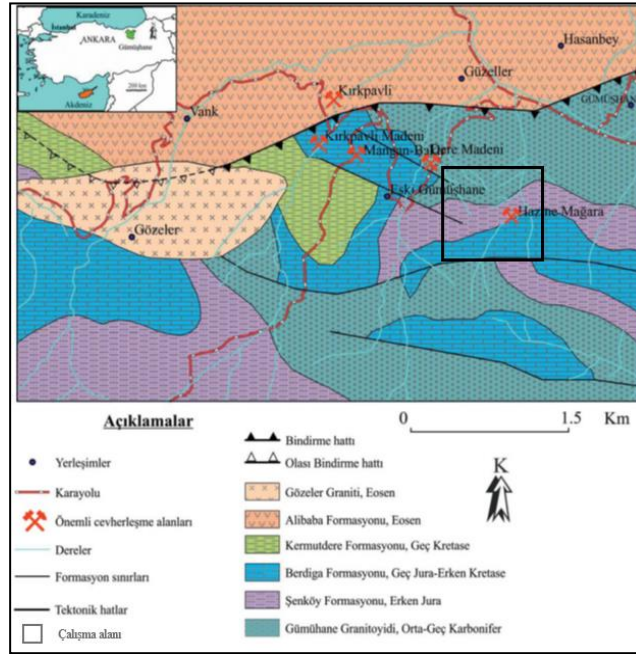 Karadeniz
İstanbul
ANKARA
Gümüşhane
K
200 km
Akdeniz
Hasanbey
Güzeller
Kırkpavli
Vank
GÜMÜŞHAN
Kırkpavli Madeni
Dere Madeni
Eski Gümüşhane
Hazine Mağara
Gözeler
Açıklamalar
0 1.5 Km
K
Yerleşimler
Karayolu
Önemli cevherleşme alanları
Dereler
Formasyon sınırları
Tektonik hatlar
Çalışma alanı
Bindirme hattı
Olası Bindirme hattı
Gözeler Graniti, Eosen
Alibaba Formasyonu, Eosen
Kermutdere Formasyonu, Geç Kretase
Berdiga Formasyonu, Geç Jura-Erken Kretase
Şenköy Formasyonu, Erken Jura
Gümühane Granitoyidi, Orta-Geç Karbonifer